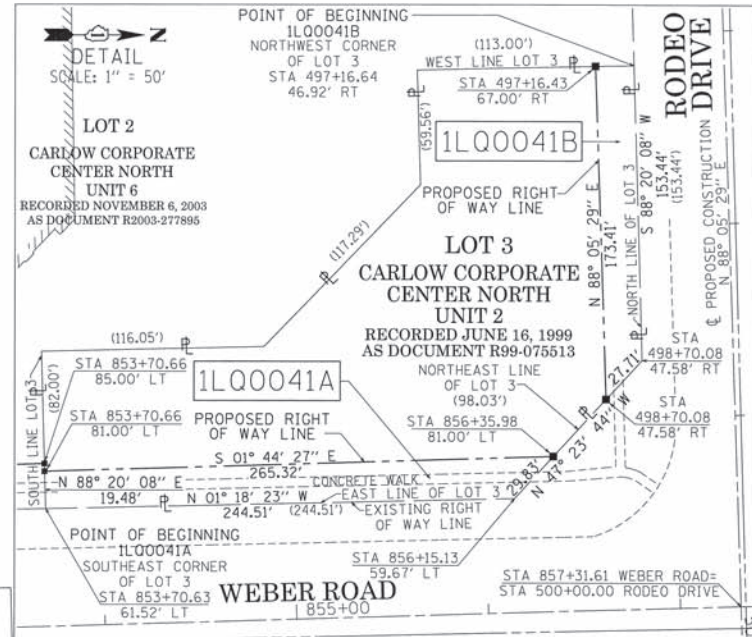 POINT OF BEGINNING
1LQ0041B
NORTHWEST CORNER
OF LOT 3
STA 497+16.64
46.92' RT
N
DETAIL
SCALE: 1'' = 50'
(113.00')
WEST LINE LOT 3
STA 497+16.43
67.00' RT
RODEO
DRIVE
LOT 2
CARLOW CORPORATE
CENTER NORTH
UNIT 6
RECORDED NOVEMBER 6, 2003
AS DOCUMENT R2003-277895
(59.56')
1LQ0041B
PROPOSED RIGHT
OF WAY LINE
N 88° 05' 29'' E
173.41'
NORTH LINE OF LOT 3
S 88° 20' 08'' W
153.44'
(153.44')
℄ PROPOSED CONSTRUCTION
N 88° 05' 29'' E
(117.29')
LOT 3
CARLOW CORPORATE
CENTER NORTH
UNIT 2
RECORDED JUNE 16, 1999
AS DOCUMENT R99-075513
(116.05')
STA 853+70.66
85.00' LT
SOUTH LINE LOT 3
(82.00')
1LQ0041A
NORTHEAST LINE
OF LOT 3
(98.03')
27.71'
STA
498+70.08
47.58' RT
STA
498+70.08
47.58' RT
STA 853+70.66
81.00' LT
PROPOSED RIGHT
OF WAY LINE
STA 856+35.98
81.00' LT
N 47° 23' 44'' W
29.83'
S 01° 44' 27'' E
265.32'
N 88° 20' 08'' E
19.48'
CONCRETE WALK
N 01° 18' 23'' W
244.51'
(244.51')
EAST LINE OF LOT 3
EXISTING RIGHT
OF WAY LINE
POINT OF BEGINNING
1LQ0041A
SOUTHEAST CORNER
OF LOT 3
STA 853+70.63
61.52' LT
STA 856+15.13
59.67' LT
WEBER ROAD
STA 857+31.61 WEBER ROAD=
STA 500+00.00 RODEO DRIVE
855+00